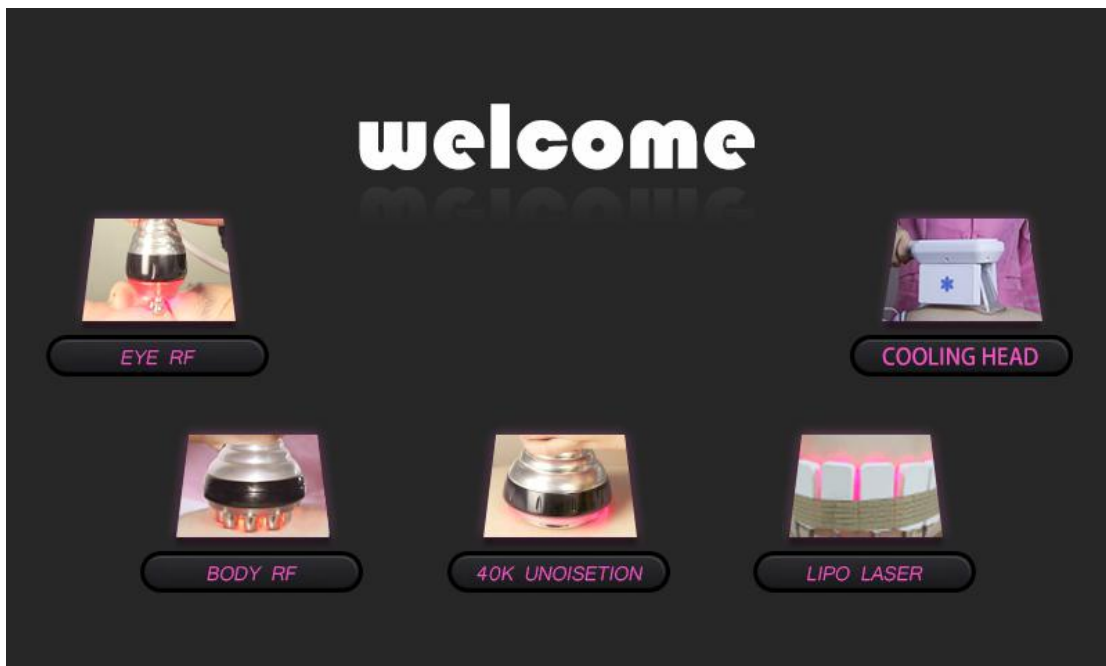 welcome
EYE RF
COOLING HEAD
BODY RF
40K UNOISETION
LIPO LASER